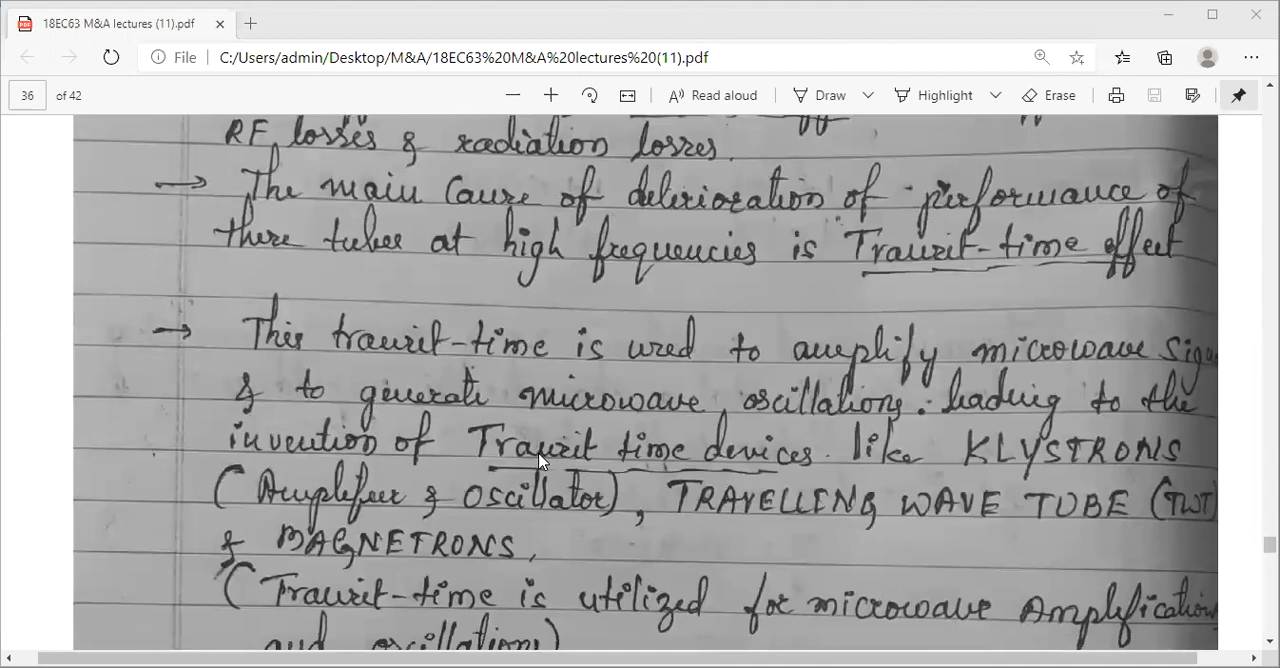 18EC63 M&A lectures (11).pdf
File C:/Users/admin/Desktop/M&A/18EC63%20M&A%20lectures%20(11).pdf
36 of 42 Read aloud Draw Highlight Erase
RF losses & radiation losses.
→ The main cause of deterioration of performance of
these tubes at high frequencies is Transit-time effect
→ This transit-time is used to amplify microwave Sign
& to generate microwave oscillations. leading to the
invention of Transit time devices. like KLYSTRONS
(Amplifier & Oscillator), TRAVELLING WAVE TUBE (TWT)
& MAGNETRONS.
(Transit-time is utilized for microwave Amplification
and oscillations)